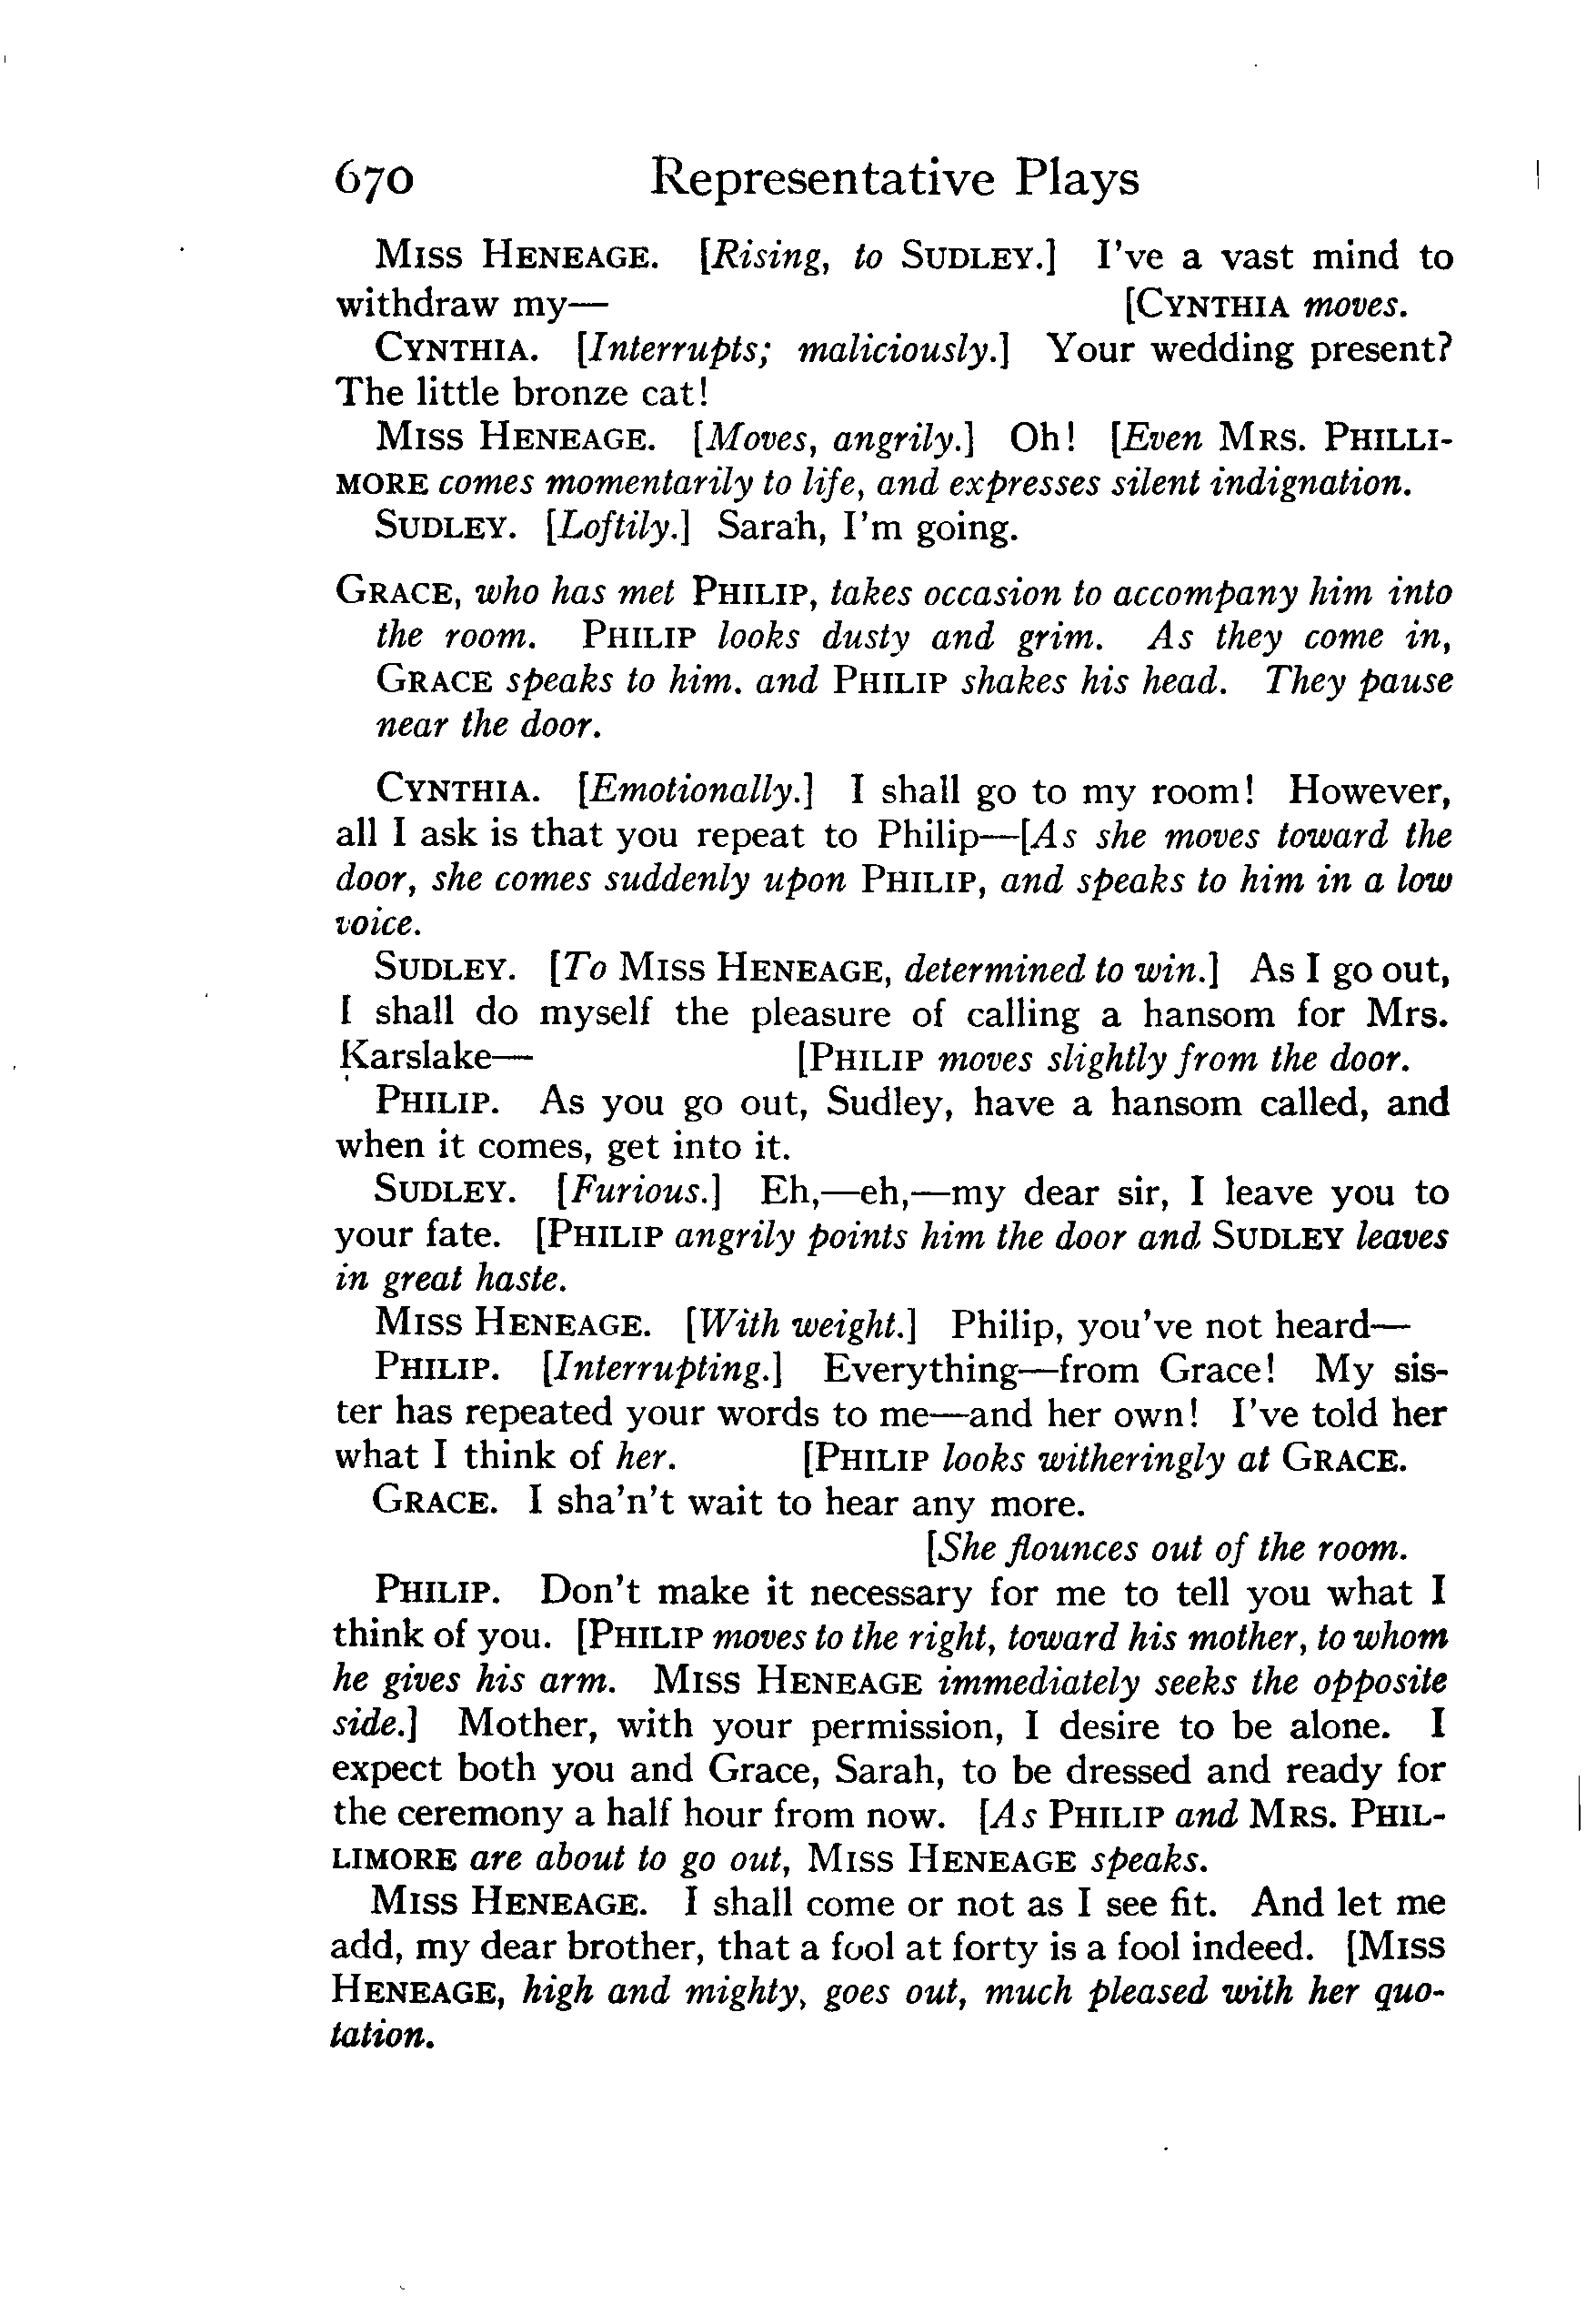 670 Representative Plays
MISS HENEAGE. [Rising, to SUDLEY.] I've a vast mind to
withdraw my— [CYNTHIA moves.
CYNTHIA. [Interrupts; maliciously.] Your wedding present?
The little bronze cat!
MISS HENEAGE. [Moves, angrily.] Oh! [Even MRS. PHILLI-
MORE comes momentarily to life, and expresses silent indignation.
SUDLEY. [Loftily.] Sarah, I'm going.
GRACE, who has met PHILIP, takes occasion to accompany him into
the room. PHILIP looks dusty and grim. As they come in,
GRACE speaks to him. and PHILIP shakes his head. They pause
near the door.
CYNTHIA. [Emotionally.] I shall go to my room! However,
all I ask is that you repeat to Philip—[As she moves toward the
door, she comes suddenly upon PHILIP, and speaks to him in a low
voice.
SUDLEY. [To MISS HENEAGE, determined to win.] As I go out,
I shall do myself the pleasure of calling a hansom for Mrs.
Karslake— [PHILIP moves slightly from the door.
PHILIP. As you go out, Sudley, have a hansom called, and
when it comes, get into it.
SUDLEY. [Furious.] Eh,—eh,—my dear sir, I leave you to
your fate. [PHILIP angrily points him the door and SUDLEY leaves
in great haste.
MISS HENEAGE. [With weight.] Philip, you've not heard—
PHILIP. [Interrupting.] Everything—from Grace! My sis-
ter has repeated your words to me—and her own! I've told her
what I think of her. [PHILIP looks witheringly at GRACE.
GRACE. I sha'n't wait to hear any more.
[She flounces out of the room.
PHILIP. Don't make it necessary for me to tell you what I
think of you. [PHILIP moves to the right, toward his mother, to whom
he gives his arm. MISS HENEAGE immediately seeks the opposite
side.] Mother, with your permission, I desire to be alone. I
expect both you and Grace, Sarah, to be dressed and ready for
the ceremony a half hour from now. [As PHILIP and MRS. PHIL-
LIMORE are about to go out, MISS HENEAGE speaks.
MISS HENEAGE. I shall come or not as I see fit. And let me
add, my dear brother, that a fool at forty is a fool indeed. [MISS
HENEAGE, high and mighty, goes out, much pleased with her quo-
tation.